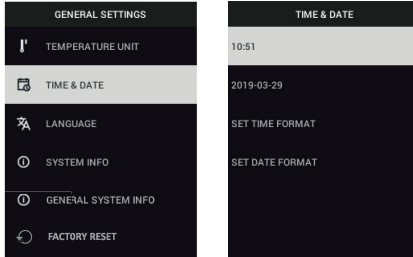 GENERAL SETTINGS
TEMPERATURE UNIT
TIME & DATE
LANGUAGE
SYSTEM INFO
GENERAL SYSTEM INFO
FACTORY RESET
TIME & DATE
10:51
2019-03-29
SET TIME FORMAT
SET DATE FORMAT